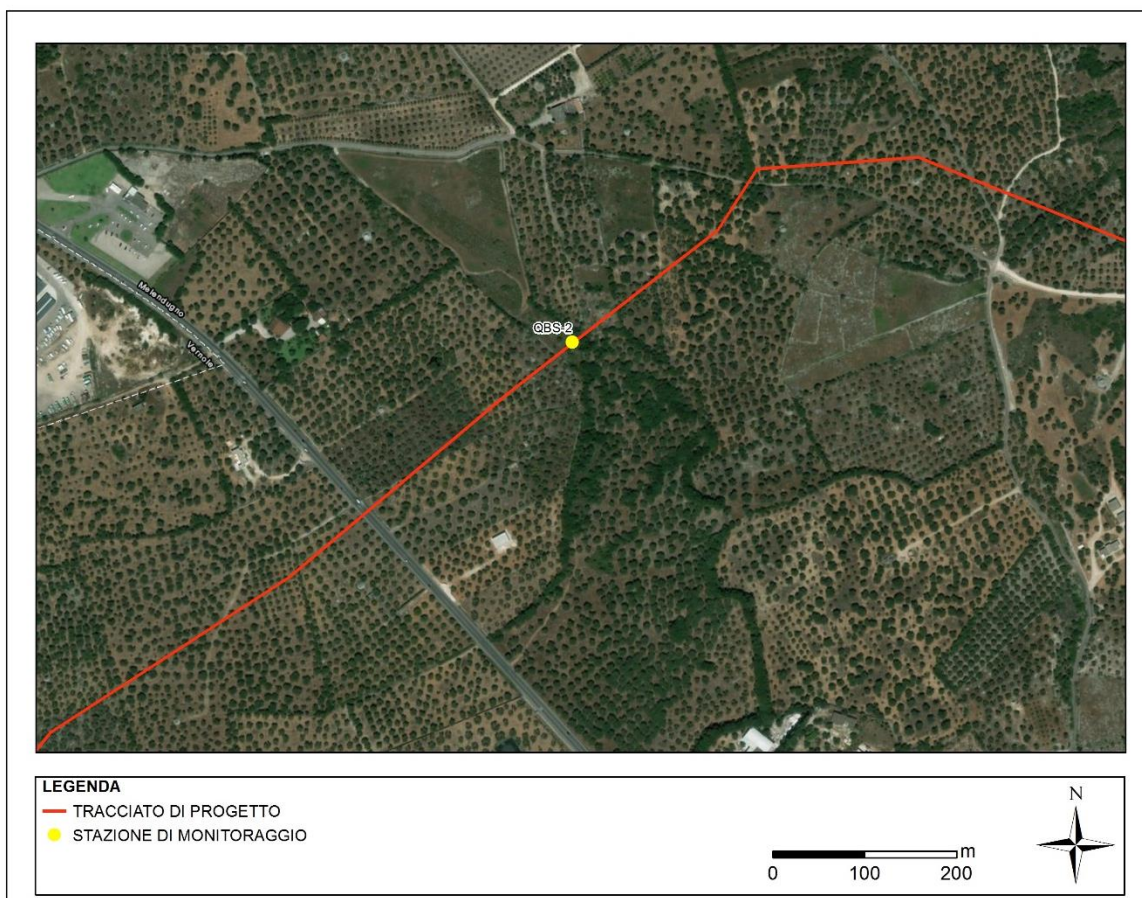 Melendugno
Vernole
QBS-2
LEGENDA
TRACCIATO DI PROGETTO
STAZIONE DI MONITORAGGIO
N
m
0 100 200